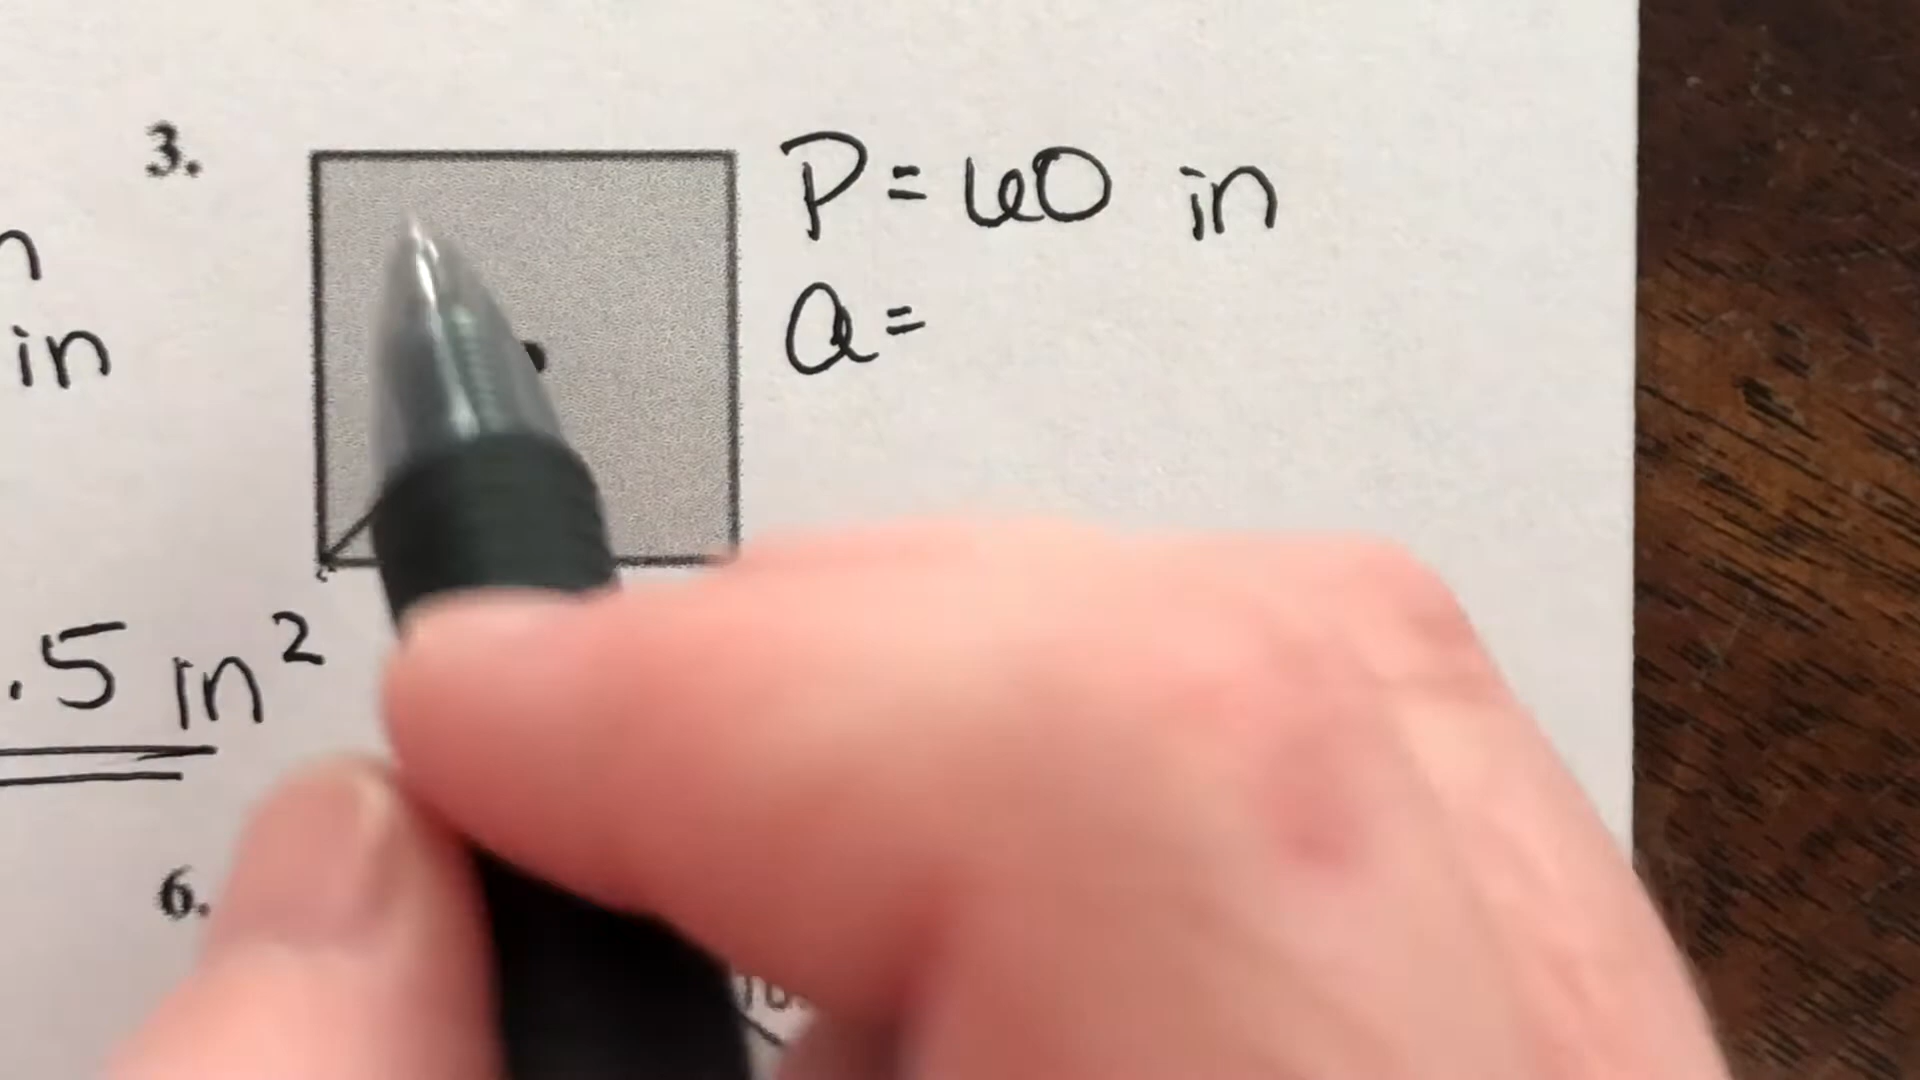 3.
P = 60 in
a =
in
.5 in²
6.